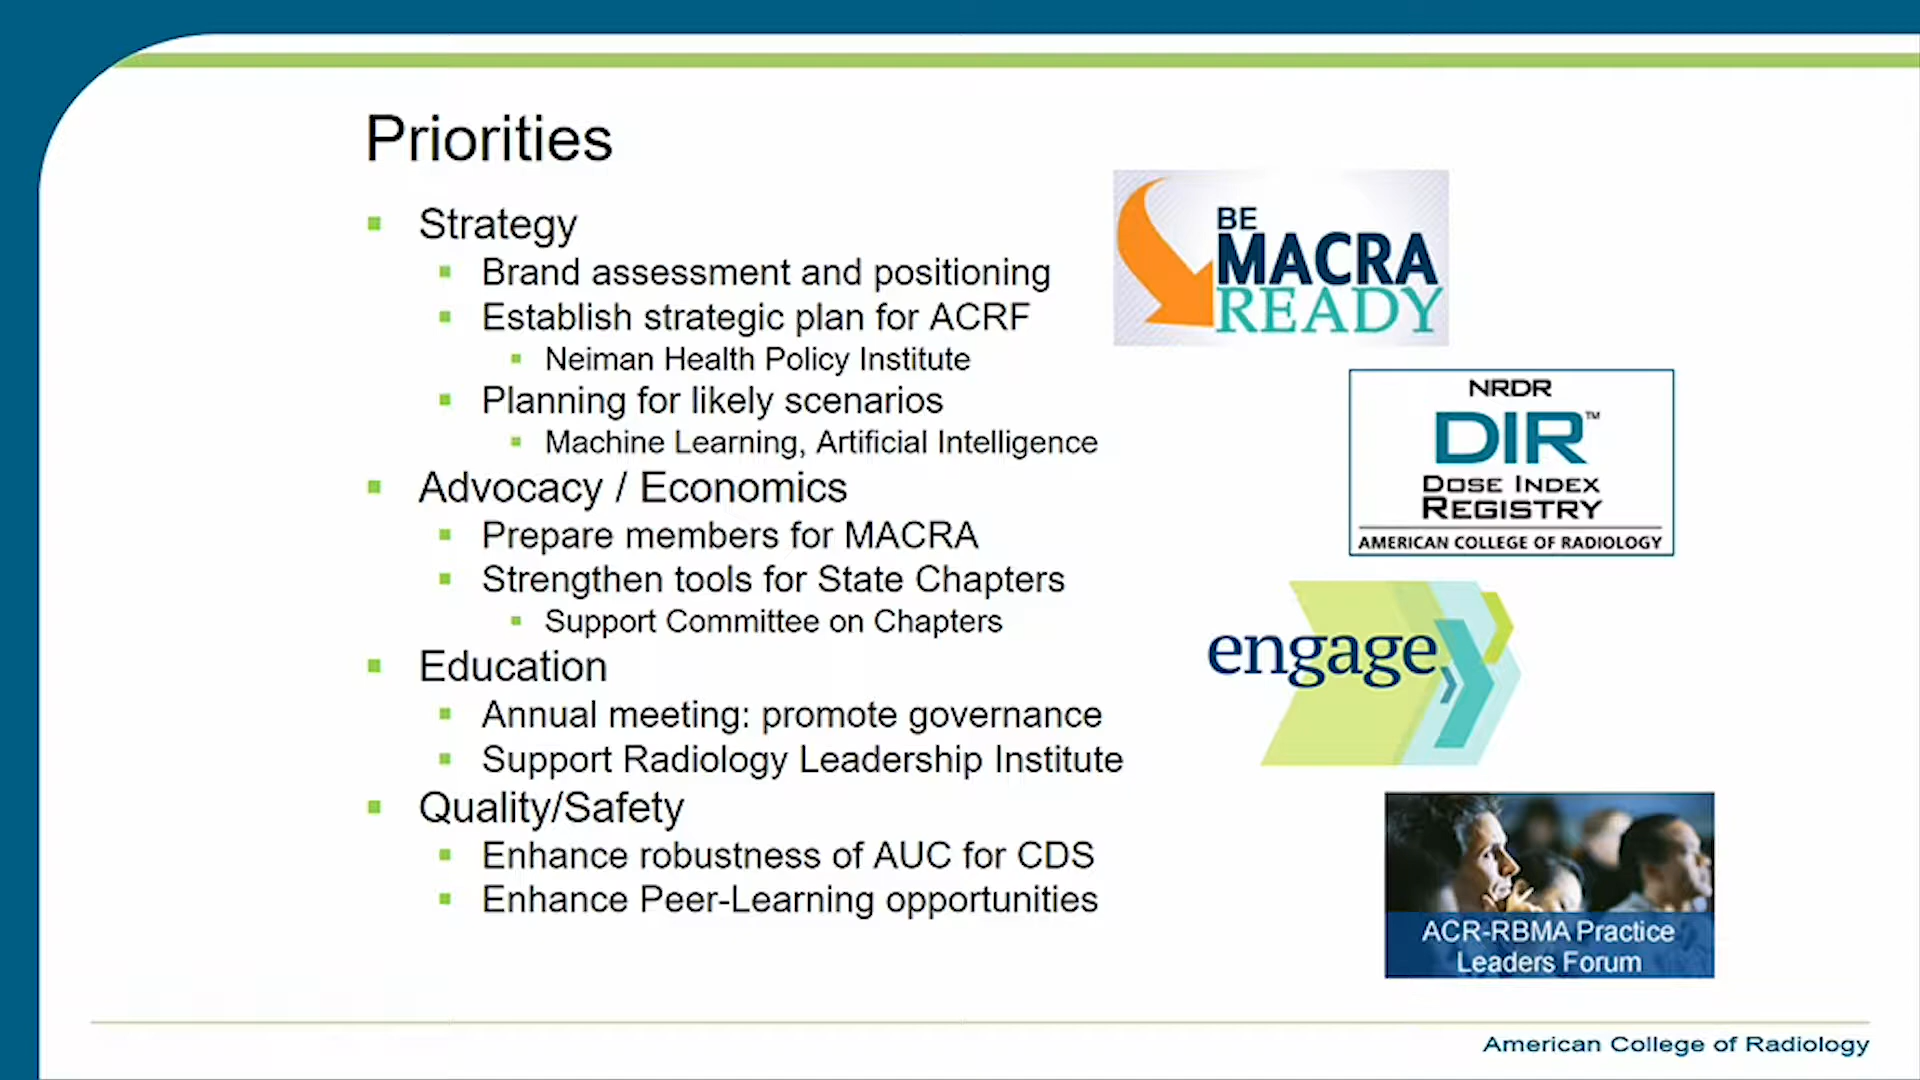 Priorities
Strategy
Brand assessment and positioning
Establish strategic plan for ACRF
Neiman Health Policy Institute
Planning for likely scenarios
Machine Learning, Artificial Intelligence
Advocacy / Economics
Prepare members for MACRA
Strengthen tools for State Chapters
Support Committee on Chapters
Education
Annual meeting: promote governance
Support Radiology Leadership Institute
Quality/Safety
Enhance robustness of AUC for CDS
Enhance Peer-Learning opportunities
BE
MACRA
READY
NRDR
DIR™
DOSE INDEX
REGISTRY
AMERICAN COLLEGE OF RADIOLOGY
engage
ACR-RBMA Practice
Leaders Forum
American College of Radiology